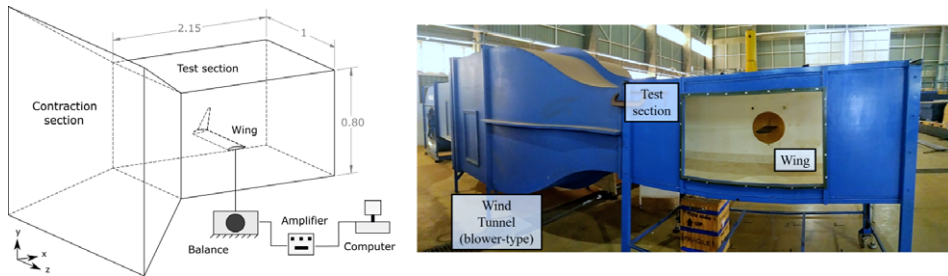 2.15
1
Test section
Contraction
section
Wing
0.80
Balance
Amplifier
Computer
y
x
z
Test
section
Wing
Wind
Tunnel
(blower-type)